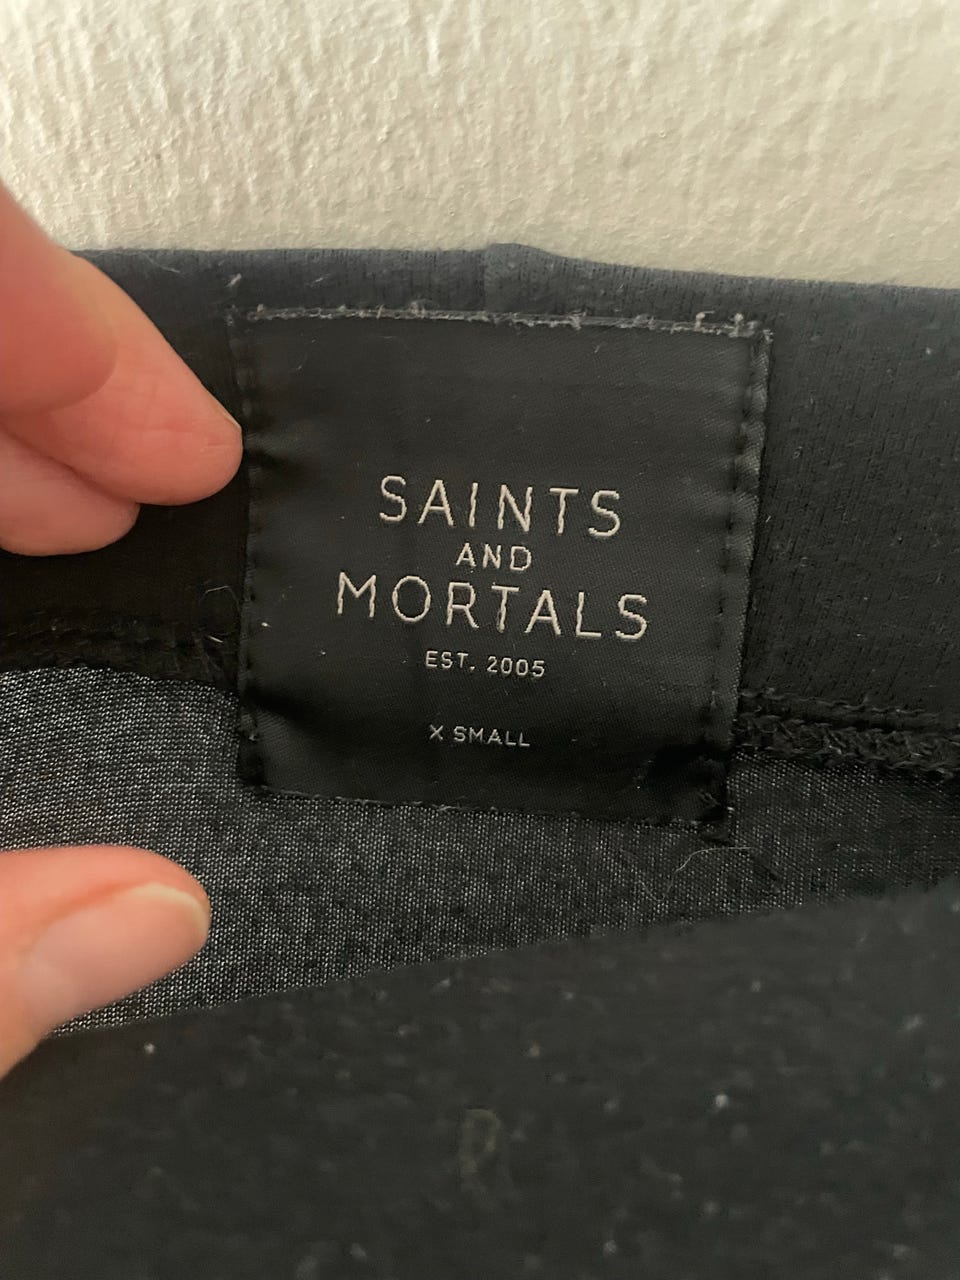 SAINTS
AND
MORTALS
EST. 2005
X SMALL